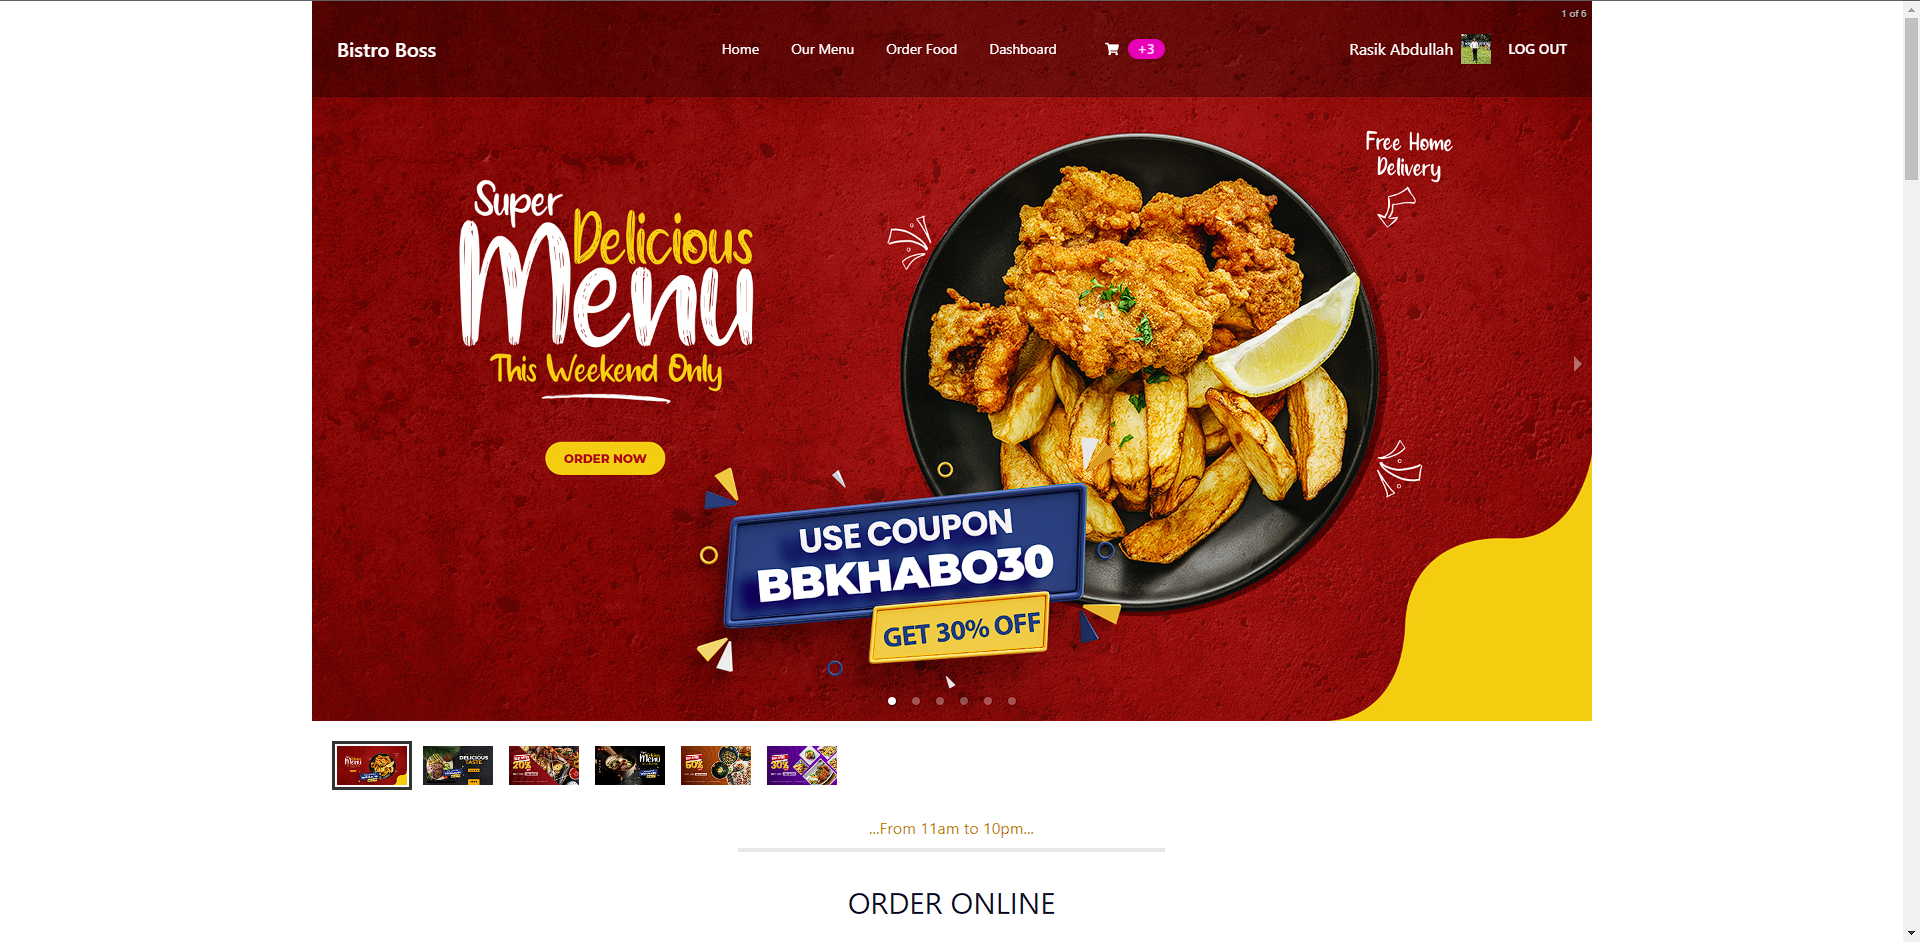 1 of 6
Bistro Boss
Home
Our Menu
Order Food
Dashboard
+3
Rasik Abdullah
LOG OUT
Free Home
Delivery
Super
Delicious
Menu
This Weekend Only
ORDER NOW
USE COUPON
BBKHABO30
GET 30% OFF
...From 11am to 10pm...
ORDER ONLINE